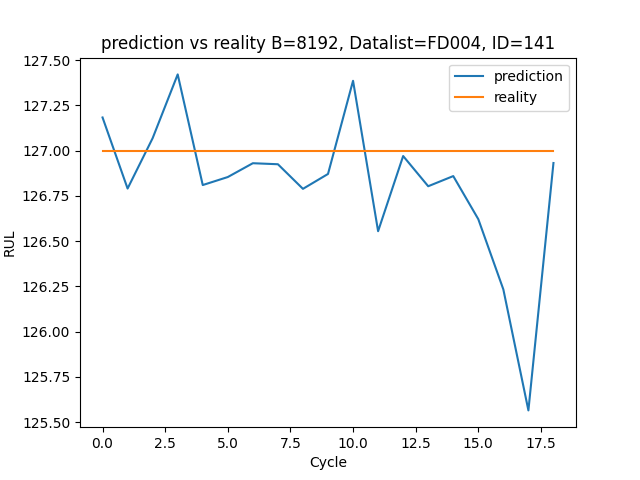 prediction vs reality B=8192, Datalist=FD004, ID=141
127.50
127.25
127.00
126.75
126.50
126.25
126.00
125.75
125.50
RUL
prediction
reality
0.0 2.5 5.0 7.5 10.0 12.5 15.0 17.5
Cycle